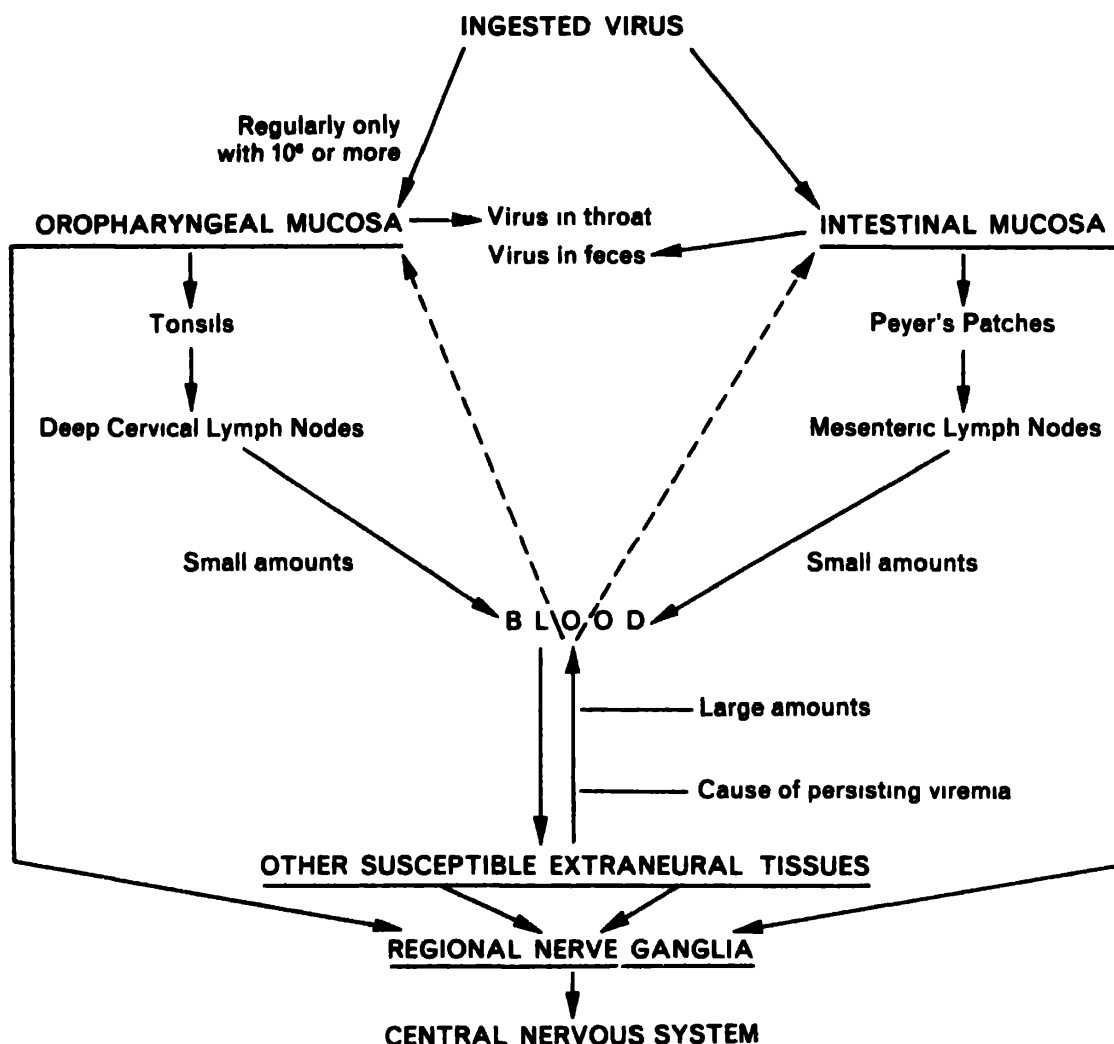 INGESTED VIRUS
Regularly only
with 10⁶ or more
OROPHARYNGEAL MUCOSA
Virus in throat
INTESTINAL MUCOSA
Virus in feces
Tonsils
Peyer's Patches
Deep Cervical Lymph Nodes
Mesenteric Lymph Nodes
Small amounts
Small amounts
BLOOD
Large amounts
Cause of persisting viremia
OTHER SUSCEPTIBLE EXTRANEURAL TISSUES
REGIONAL NERVE GANGLIA
CENTRAL NERVOUS SYSTEM